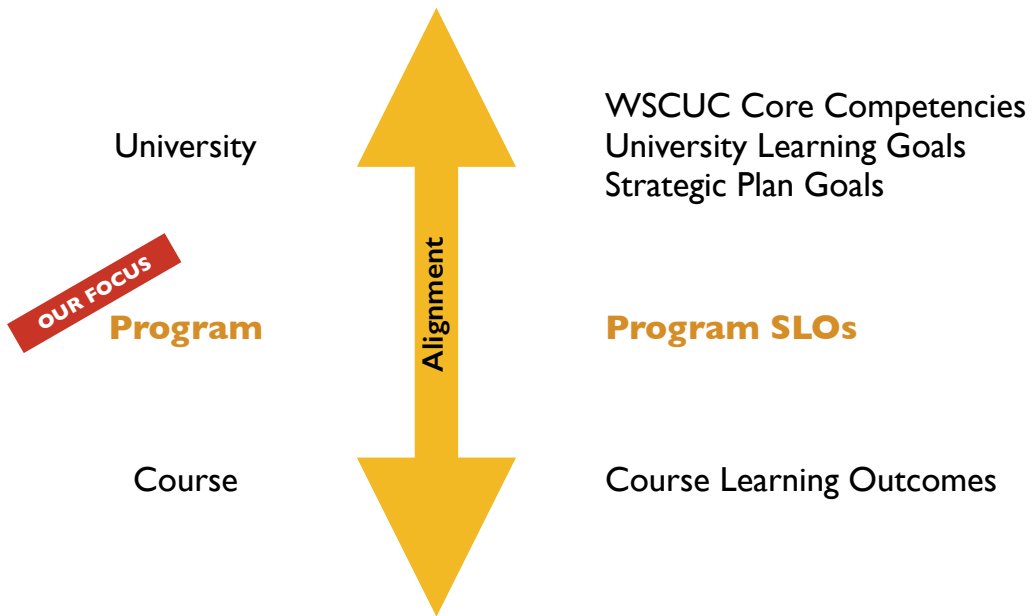 WSCUC Core Competencies
University
University Learning Goals
Strategic Plan Goals
OUR FOCUS
Program
Alignment
Program SLOs
Course
Course Learning Outcomes